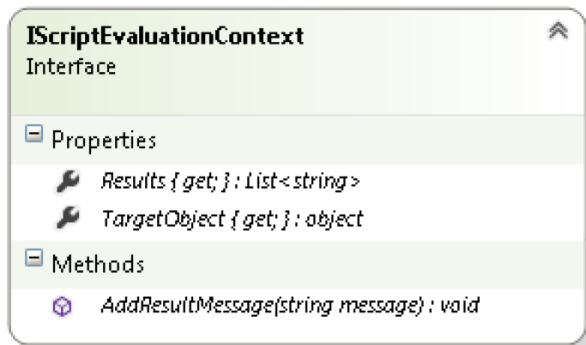 IScriptEvaluationContext
Interface
Properties
Results { get; } : List<string>
TargetObject { get; } : object
Methods
AddResultMessage(string message) : void